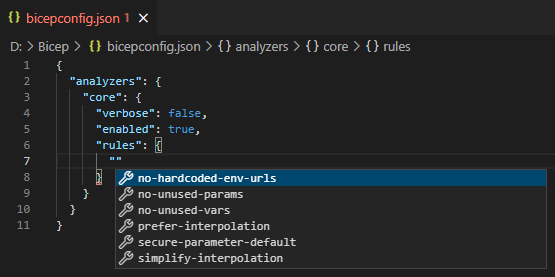 {} bicepconfig.json 1 ×
D: > Bicep > {} bicepconfig.json > {} analyzers > {} core > {} rules
1 {
2 "analyzers": {
3 "core": {
4 "verbose": false,
5 "enabled": true,
6 "rules": {
7 ""
no-hardcoded-env-urls
8 }
no-unused-params
9 }
no-unused-vars
10 }
prefer-interpolation
11 }
secure-parameter-default
simplify-interpolation